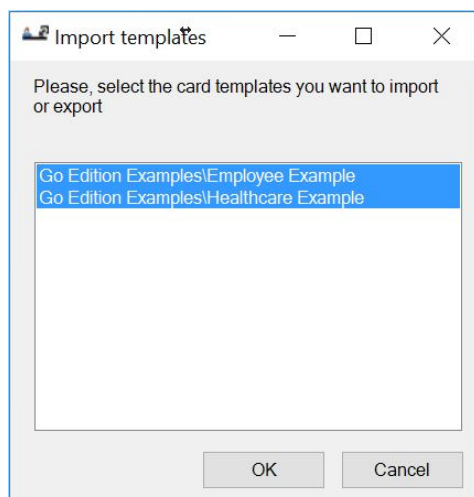 Import templates
Please, select the card templates you want to import
or export
Go Edition Examples\Employee Example
Go Edition Examples\Healthcare Example
OK
Cancel